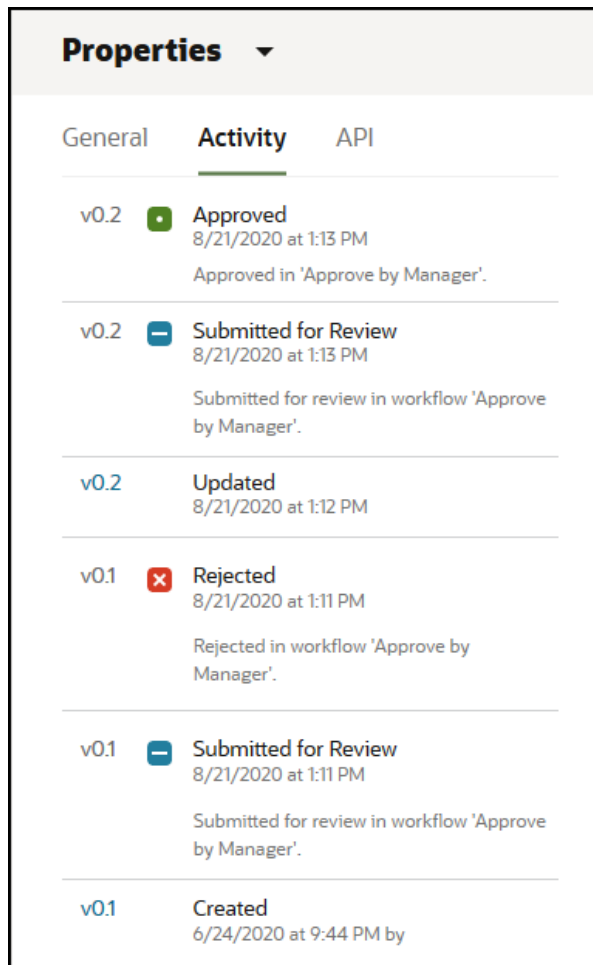 Properties
General Activity API
v0.2 Approved
8/21/2020 at 1:13 PM
Approved in 'Approve by Manager'.
v0.2 Submitted for Review
8/21/2020 at 1:13 PM
Submitted for review in workflow 'Approve
by Manager'.
v0.2 Updated
8/21/2020 at 1:12 PM
v0.1 Rejected
8/21/2020 at 1:11 PM
Rejected in workflow 'Approve by
Manager'.
v0.1 Submitted for Review
8/21/2020 at 1:11 PM
Submitted for review in workflow 'Approve
by Manager'.
v0.1 Created
6/24/2020 at 9:44 PM by